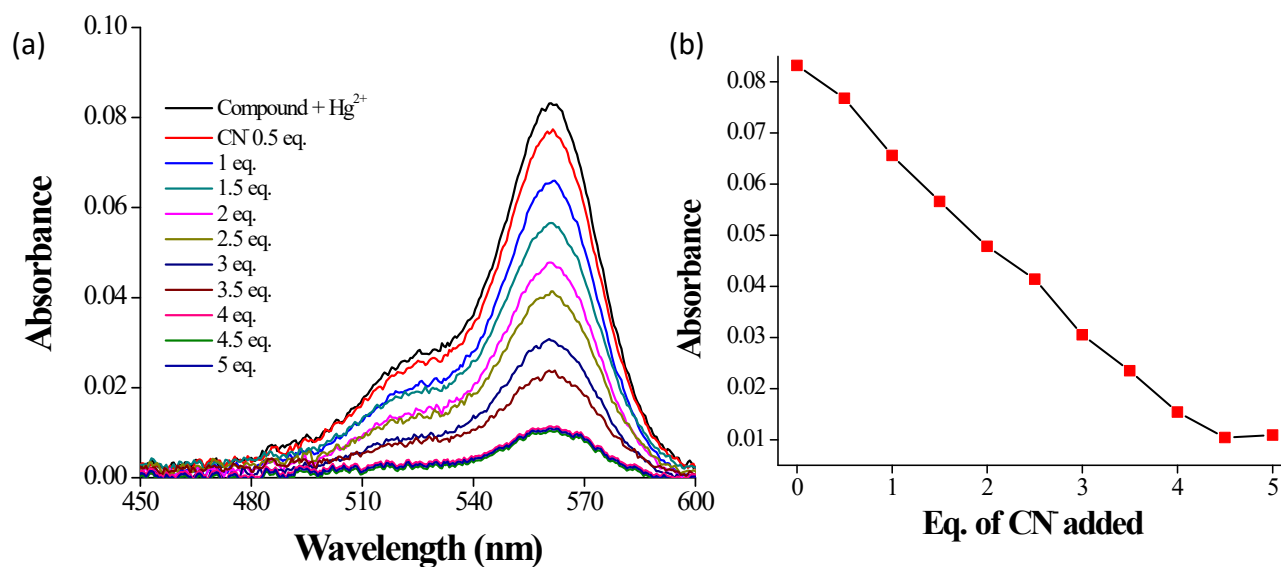 (a)
Absorbance
0.10
0.08
0.06
0.04
0.02
0.00
Compound + Hg²⁺
CN⁻ 0.5 eq.
1 eq.
1.5 eq.
2 eq.
2.5 eq.
3 eq.
3.5 eq.
4 eq.
4.5 eq.
5 eq.
450 480 510 540 570 600
Wavelength (nm)
(b)
Absorbance
0.08
0.07
0.06
0.05
0.04
0.03
0.02
0.01
0 1 2 3 4 5
Eq. of CN⁻ added